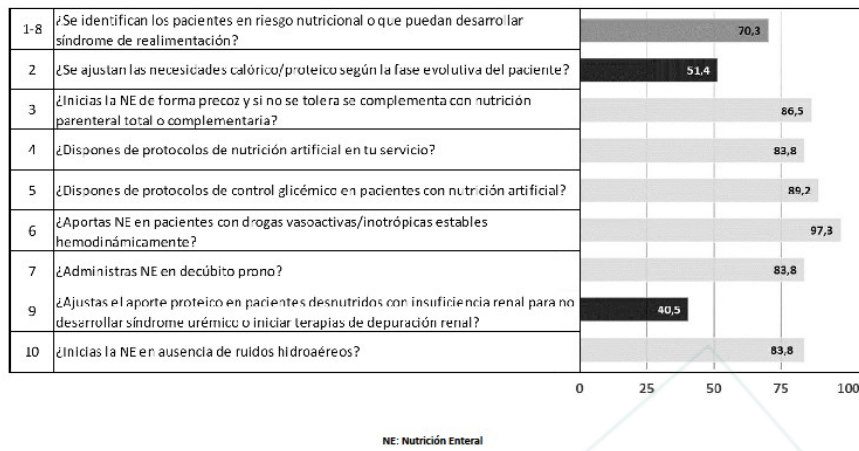 1-8 ¿Se identifican los pacientes en riesgo nutricional o que puedan desarrollar
síndrome de realimentación?
70,3
2 ¿Se ajustan las necesidades calórico/proteico según la fase evolutiva del paciente?
51,4
3 ¿Inicias la NE de forma precoz y si no se tolera se complementa con nutrición
parenteral total o complementaria?
86,5
4 ¿Dispones de protocolos de nutrición artificial en tu servicio?
83,8
5 ¿Dispones de protocolos de control glicémico en pacientes con nutrición artificial?
89,2
6 ¿Aportas NE en pacientes con drogas vasoactivas/inotrópicas estables
hemodinámicamente?
97,3
7 ¿Administras NE en decúbito prono?
83,8
9 ¿Ajustas el aporte proteico en pacientes desnutridos con insuficiencia renal para no
desarrollar síndrome urémico o iniciar terapias de depuración renal?
40,5
10 ¿Inicias la NE en ausencia de ruidos hidroaéreos?
83,8
0 25 50 75 100
NE: Nutrición Enteral